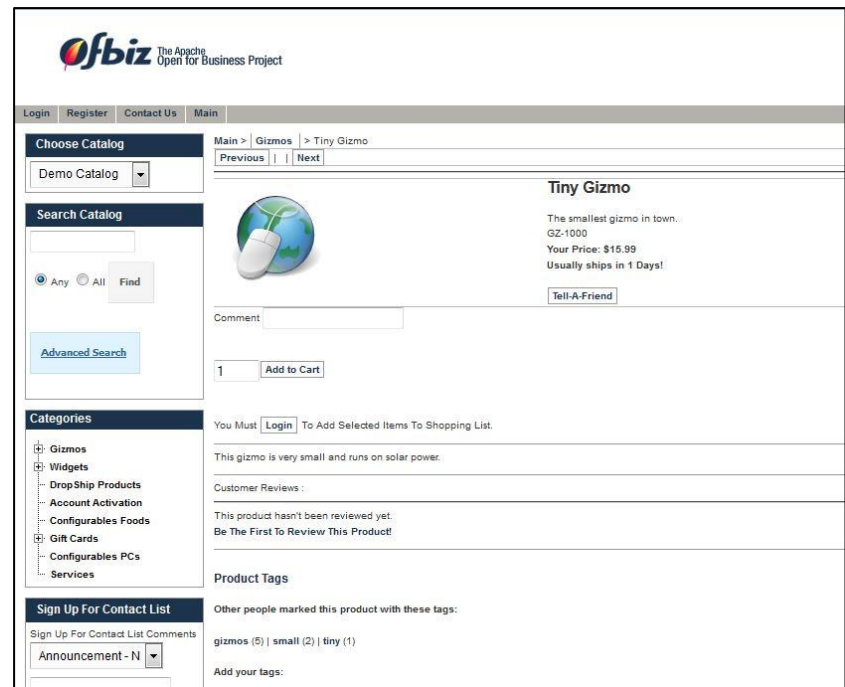 Ofbiz The Apache
Open for Business Project
Login Register Contact Us Main
Choose Catalog
Demo Catalog
Search Catalog
Any All Find
Advanced Search
Categories
Gizmos
Widgets
DropShip Products
Account Activation
Configurables Foods
Gift Cards
Configurables PCs
Services
Sign Up For Contact List
Sign Up For Contact List Comments
Announcement - N
Main > Gizmos > Tiny Gizmo
Previous | | Next
Tiny Gizmo
The smallest gizmo in town.
GZ-1000
Your Price: $15.99
Usually ships in 1 Days!
Tell-A-Friend
Comment
1 Add to Cart
You Must Login To Add Selected Items To Shopping List.
This gizmo is very small and runs on solar power.
Customer Reviews :
This product hasn't been reviewed yet.
Be The First To Review This Product!
Product Tags
Other people marked this product with these tags:
gizmos (5) | small (2) | tiny (1)
Add your tags: